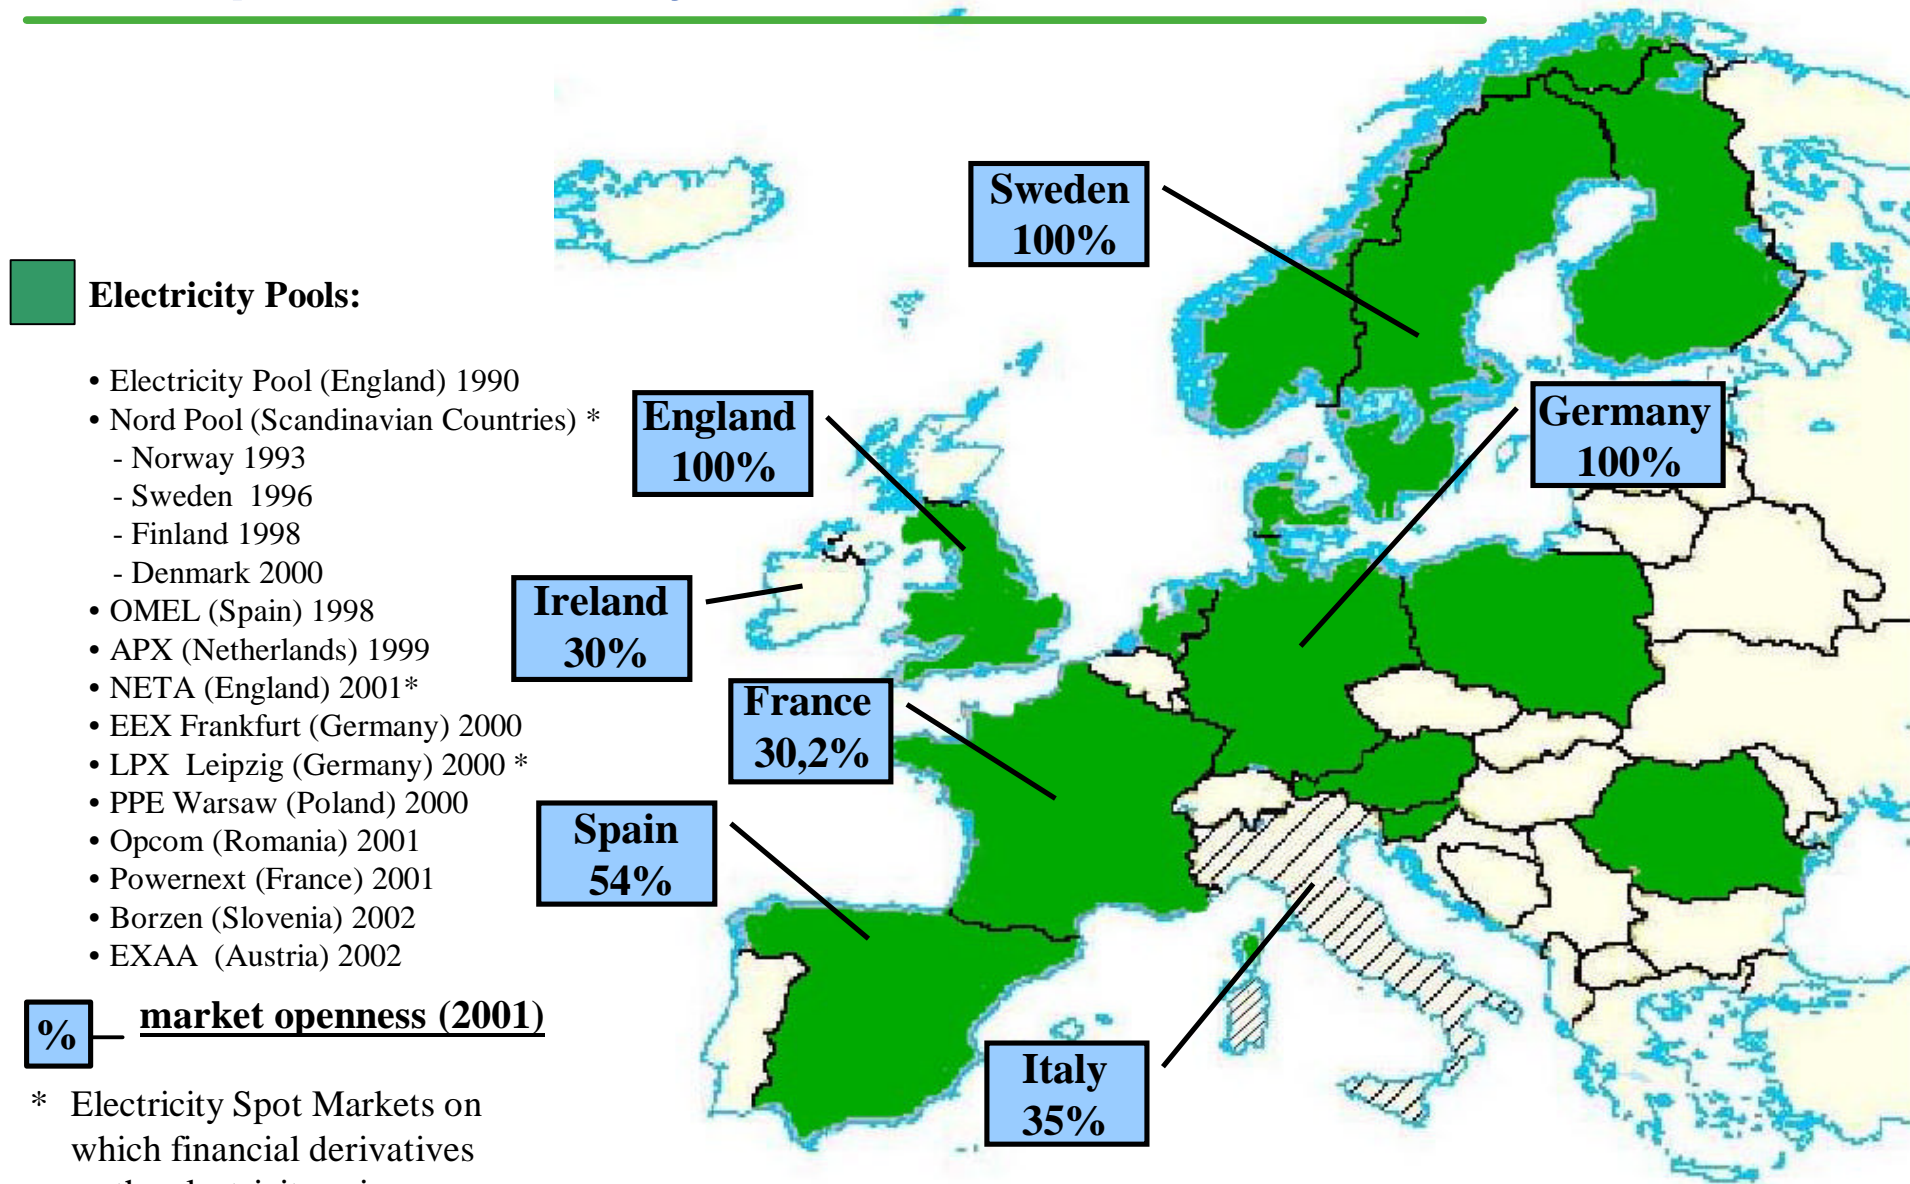 Electricity Pools:
• Electricity Pool (England) 1990
• Nord Pool (Scandinavian Countries) *
- Norway 1993
- Sweden 1996
- Finland 1998
- Denmark 2000
• OMEL (Spain) 1998
• APX (Netherlands) 1999
• NETA (England) 2001*
• EEX Frankfurt (Germany) 2000
• LPX Leipzig (Germany) 2000 *
• PPE Warsaw (Poland) 2000
• Opcom (Romania) 2001
• Powernext (France) 2001
• Borzen (Slovenia) 2002
• EXAA (Austria) 2002
% market openness (2001)
* Electricity Spot Markets on
which financial derivatives
Sweden
100%
England
100%
Germany
100%
Ireland
30%
France
30,2%
Spain
54%
Italy
35%